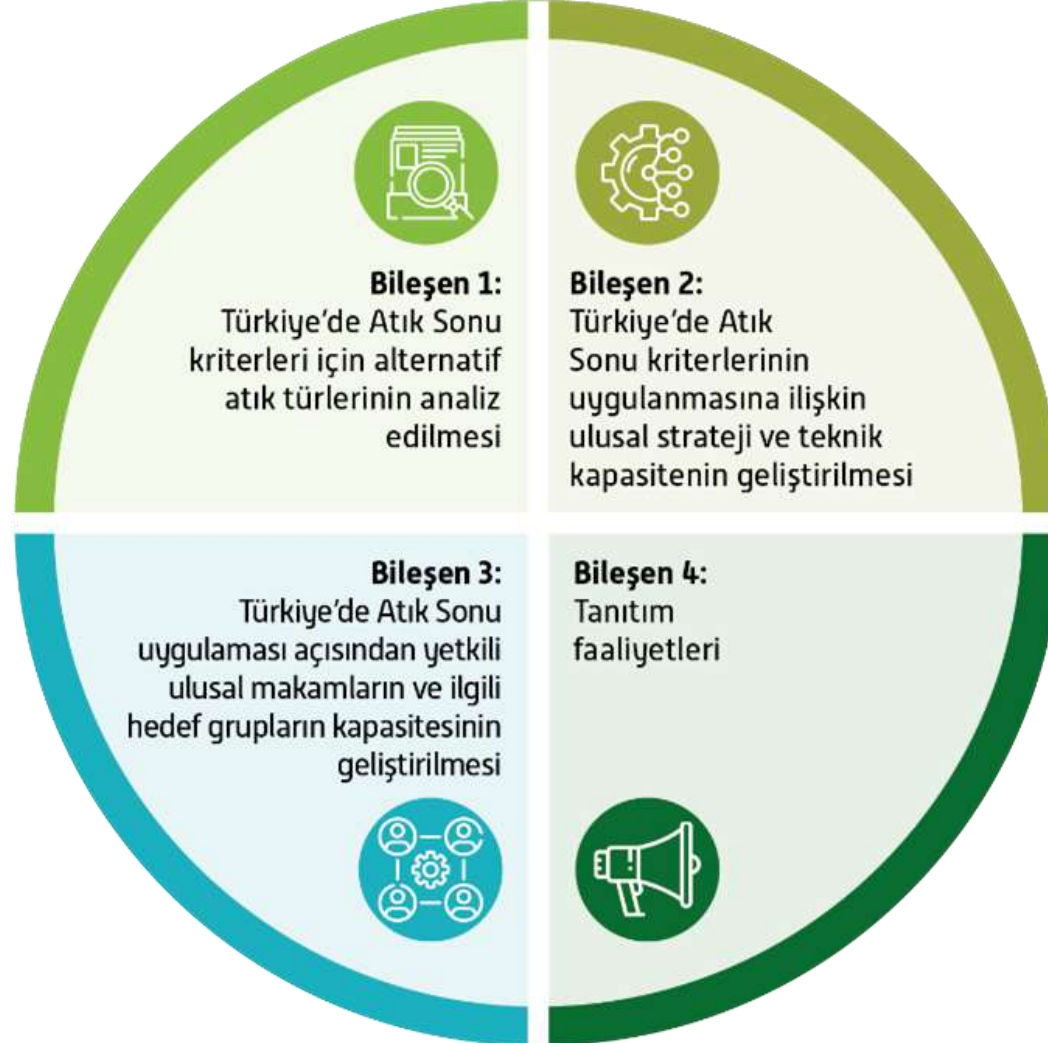 Bileşen 1:
Türkiye'de Atık Sonu
kriterleri için alternatif
atık türlerinin analiz
edilmesi
Bileşen 2:
Türkiye'de Atık
Sonu kriterlerinin
uygulanmasına ilişkin
ulusal strateji ve teknik
kapasitenin geliştirilmesi
Bileşen 3:
Türkiye'de Atık Sonu
uygulaması açısından yetkili
ulusal makamların ve ilgili
hedef grupların kapasitesinin
geliştirilmesi
Bileşen 4:
Tanıtım
faaliyetleri